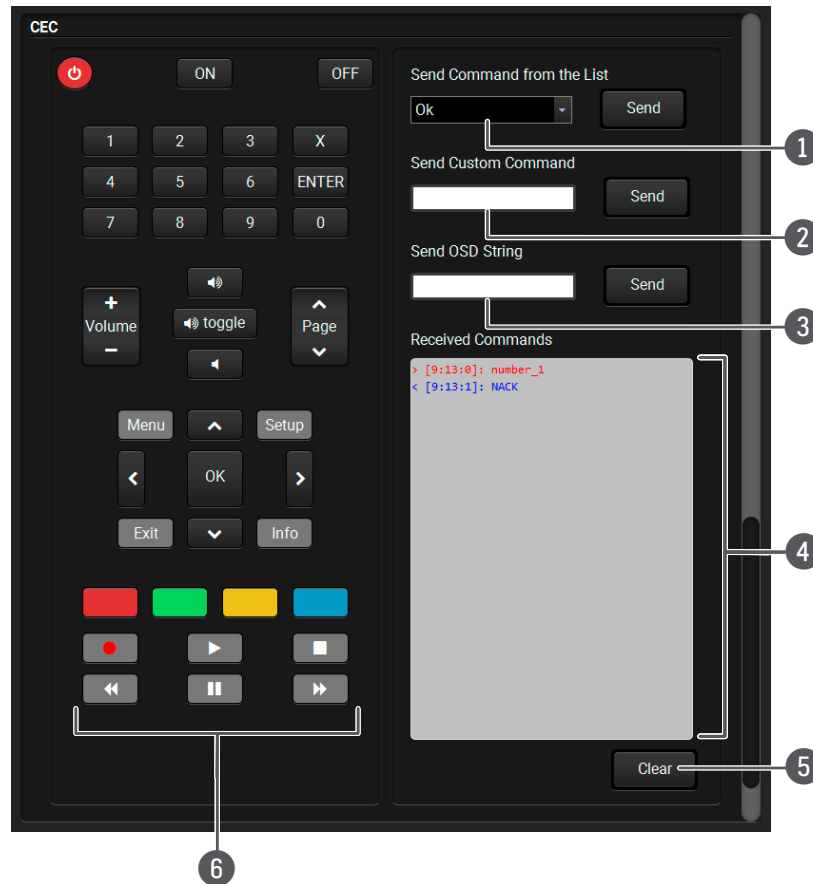 CEC
ON OFF
1 2 3 X
4 5 6 ENTER
7 8 9 0
+
Volume
−
toggle
Page
Menu Setup
OK
Exit Info
Send Command from the List
Ok Send
1
Send Custom Command
Send
2
Send OSD String
Send
3
Received Commands
> [9:13:0]: number_1
< [9:13:1]: NACK
4
Clear
5
6